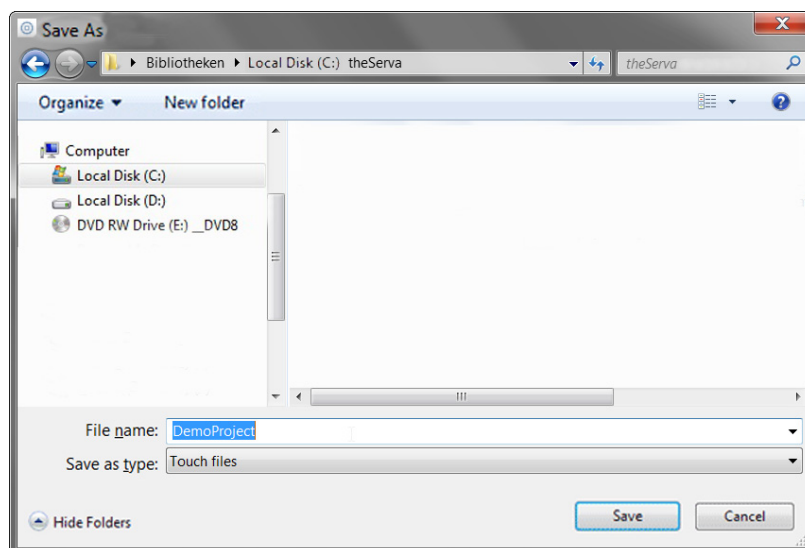 Save As
Bibliotheken Local Disk (C:) theServa theServa
Organize New folder
Computer
Local Disk (C:)
Local Disk (D:)
DVD RW Drive (E:) __DVD8
File name: DemoProject
Save as type: Touch files
Hide Folders Save Cancel